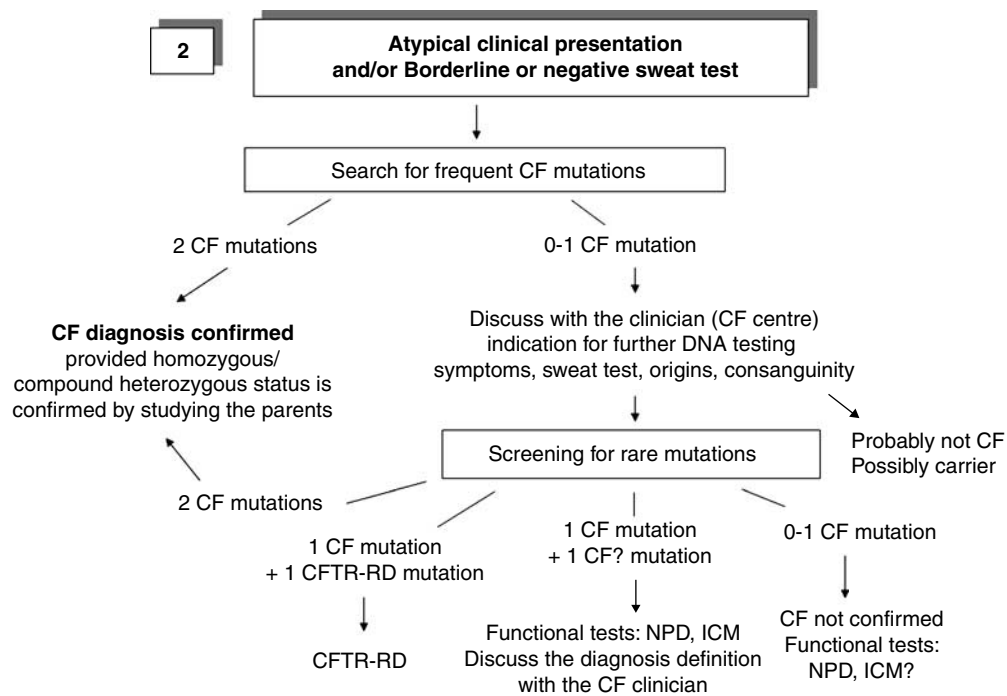 2
Atypical clinical presentation
and/or Borderline or negative sweat test
Search for frequent CF mutations
2 CF mutations
0-1 CF mutation
CF diagnosis confirmed
provided homozygous/
compound heterozygous status is
confirmed by studying the parents
Discuss with the clinician (CF centre)
indication for further DNA testing
symptoms, sweat test, origins, consanguinity
Probably not CF
Possibly carrier
Screening for rare mutations
2 CF mutations
1 CF mutation
+ 1 CFTR-RD mutation
1 CF mutation
+ 1 CF? mutation
0-1 CF mutation
CFTR-RD
Functional tests: NPD, ICM
Discuss the diagnosis definition
with the CF clinician
CF not confirmed
Functional tests:
NPD, ICM?